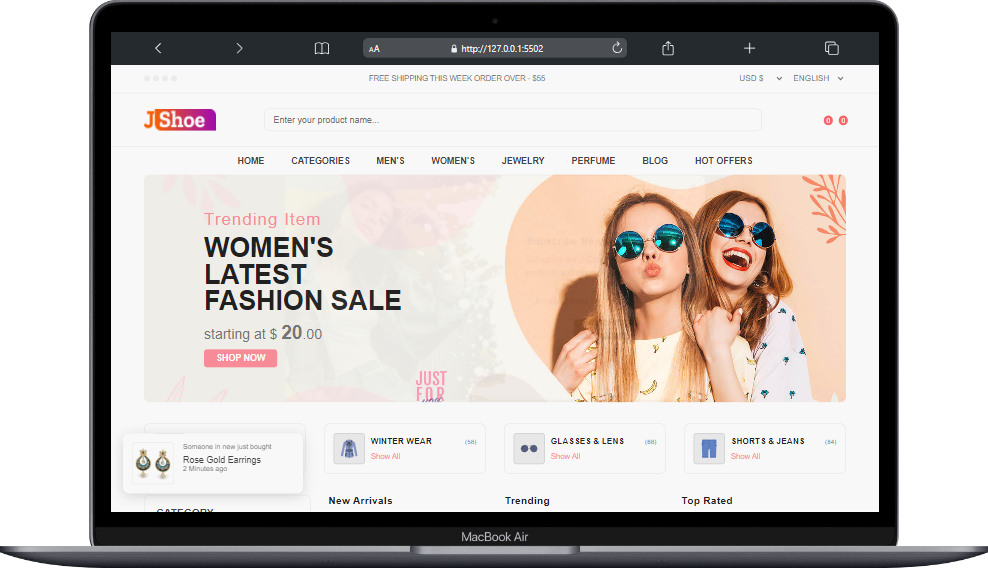 AA http://127.0.0.1:5502
FREE SHIPPING THIS WEEK ORDER OVER - $55
USD $ ENGLISH
JShoe
Enter your product name...
0 0
HOME CATEGORIES MEN'S WOMEN'S JEWELRY PERFUME BLOG HOT OFFERS
Trending Item
WOMEN'S
LATEST
FASHION SALE
starting at $ 20.00
SHOP NOW
JUST
FOR
you
WINTER WEAR (58)
Show All
GLASSES & LENS (68)
Show All
SHORTS & JEANS (84)
Show All
Someone in new just bought
Rose Gold Earrings
2 Minutes ago
CATEGORY
New Arrivals Trending Top Rated
MacBook Air